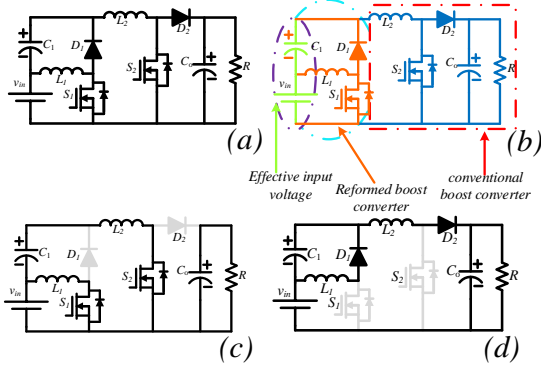 L2
D2
C1
D1
S2
Co
R
L1
vin
S1
(a)
L2
D2
C1
D1
S2
Co
R
L1
vin
S1
(b)
Effective input
voltage
Reformed boost
converter
conventional
boost converter
L2
D2
C1
D1
S2
Co
R
L1
vin
S1
(c)
L2
D2
C1
D1
S2
Co
R
L1
vin
S1
(d)